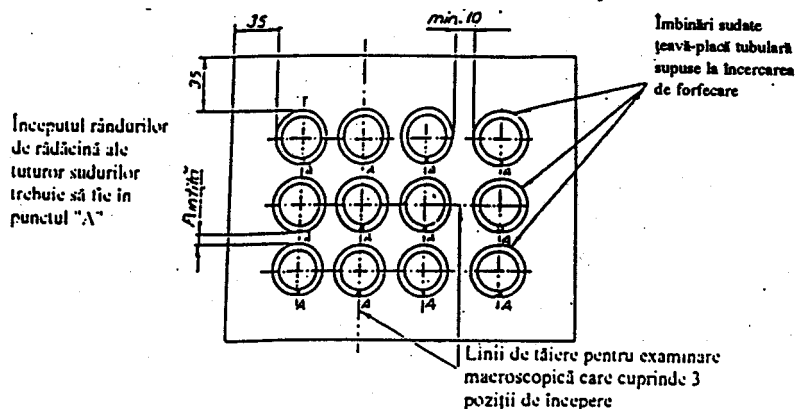 35
min. 10
35
Îmbinări sudate
țeavă-placă tubulară
supuse la încercarea
de forfecare
Începutul rândurilor
de rădăcină ale
tuturor sudurilor
trebuie să fie în
punctul "A"
A A A A
A A A A
A A A A
Linii de tăiere pentru examinare
macroscopică care cuprinde 3
poziții de începere